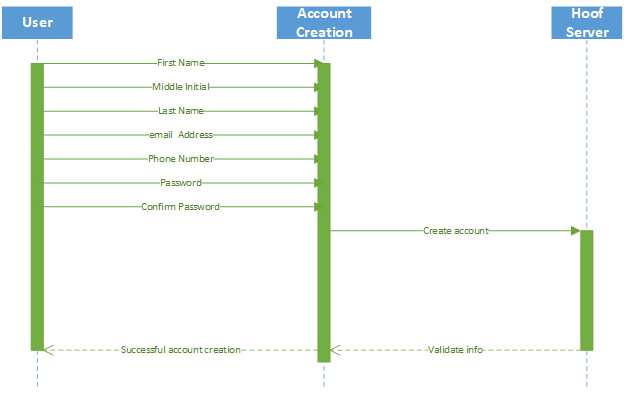 User
Account
Creation
Hoof
Server
First Name
Middle Initial
Last Name
email Address
Phone Number
Password
Confirm Password
Create account
Successful account creation
Validate info